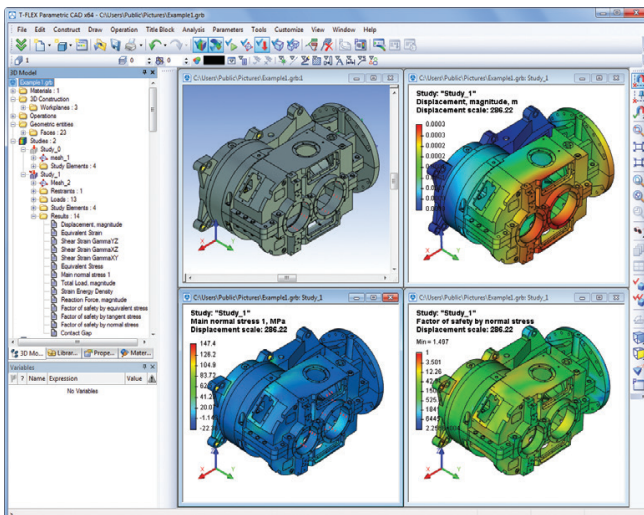 T-FLEX Parametric CAD x64 - C:\Users\Public\Pictures\Example1.grb
File Edit Construct Draw Operation Title Block Analysis Parameters Tools Customize View Window Help
1
0
0
3D Model
Example1.grb
Materials : 1
3D Construction
Workplanes : 3
Operations
Geometric entities
Faces : 23
Studies : 2
Study_0
mesh_1
Study Elements : 4
Study_1
Mesh_2
Restraints : 1
Loads : 13
Study Elements : 4
Results : 14
Displacement, magnitude
Equivalent Strain
Shear Strain GammaYZ
Shear Strain GammaXZ
Shear Strain GammaXY
Equivalent Stress
Main normal stress 1
Total Load, magnitude
Strain Energy Density
Reaction Force, magnitude
Factor of safety by equivalent stress
Factor of safety by tangent stress
Factor of safety by normal stress
Contact Gap
3D Mo... Librar... Prope... Mater...
Variables
? Name Expression Value
No Variables
C:\Users\Public\Pictures\Example1.grb:1
X Y
C:\Users\Public\Pictures\Example1.grb: Study_1
Study: "Study_1"
Displacement, magnitude, m
Displacement scale: 286.22
0.0003
0.0003
0.0002
0.0002
X Y
C:\Users\Public\Pictures\Example1.grb: Study_1
Study: "Study_1"
Main normal stress 1, MPa
Displacement scale: 286.22
147.4
126.2
104.9
83.72
X Y
C:\Users\Public\Pictures\Example1.grb: Study_1
Study: "Study_1"
Factor of safety by normal stress
Displacement scale: 286.22
Min = 1.497
1
3.501
12.26
X Y